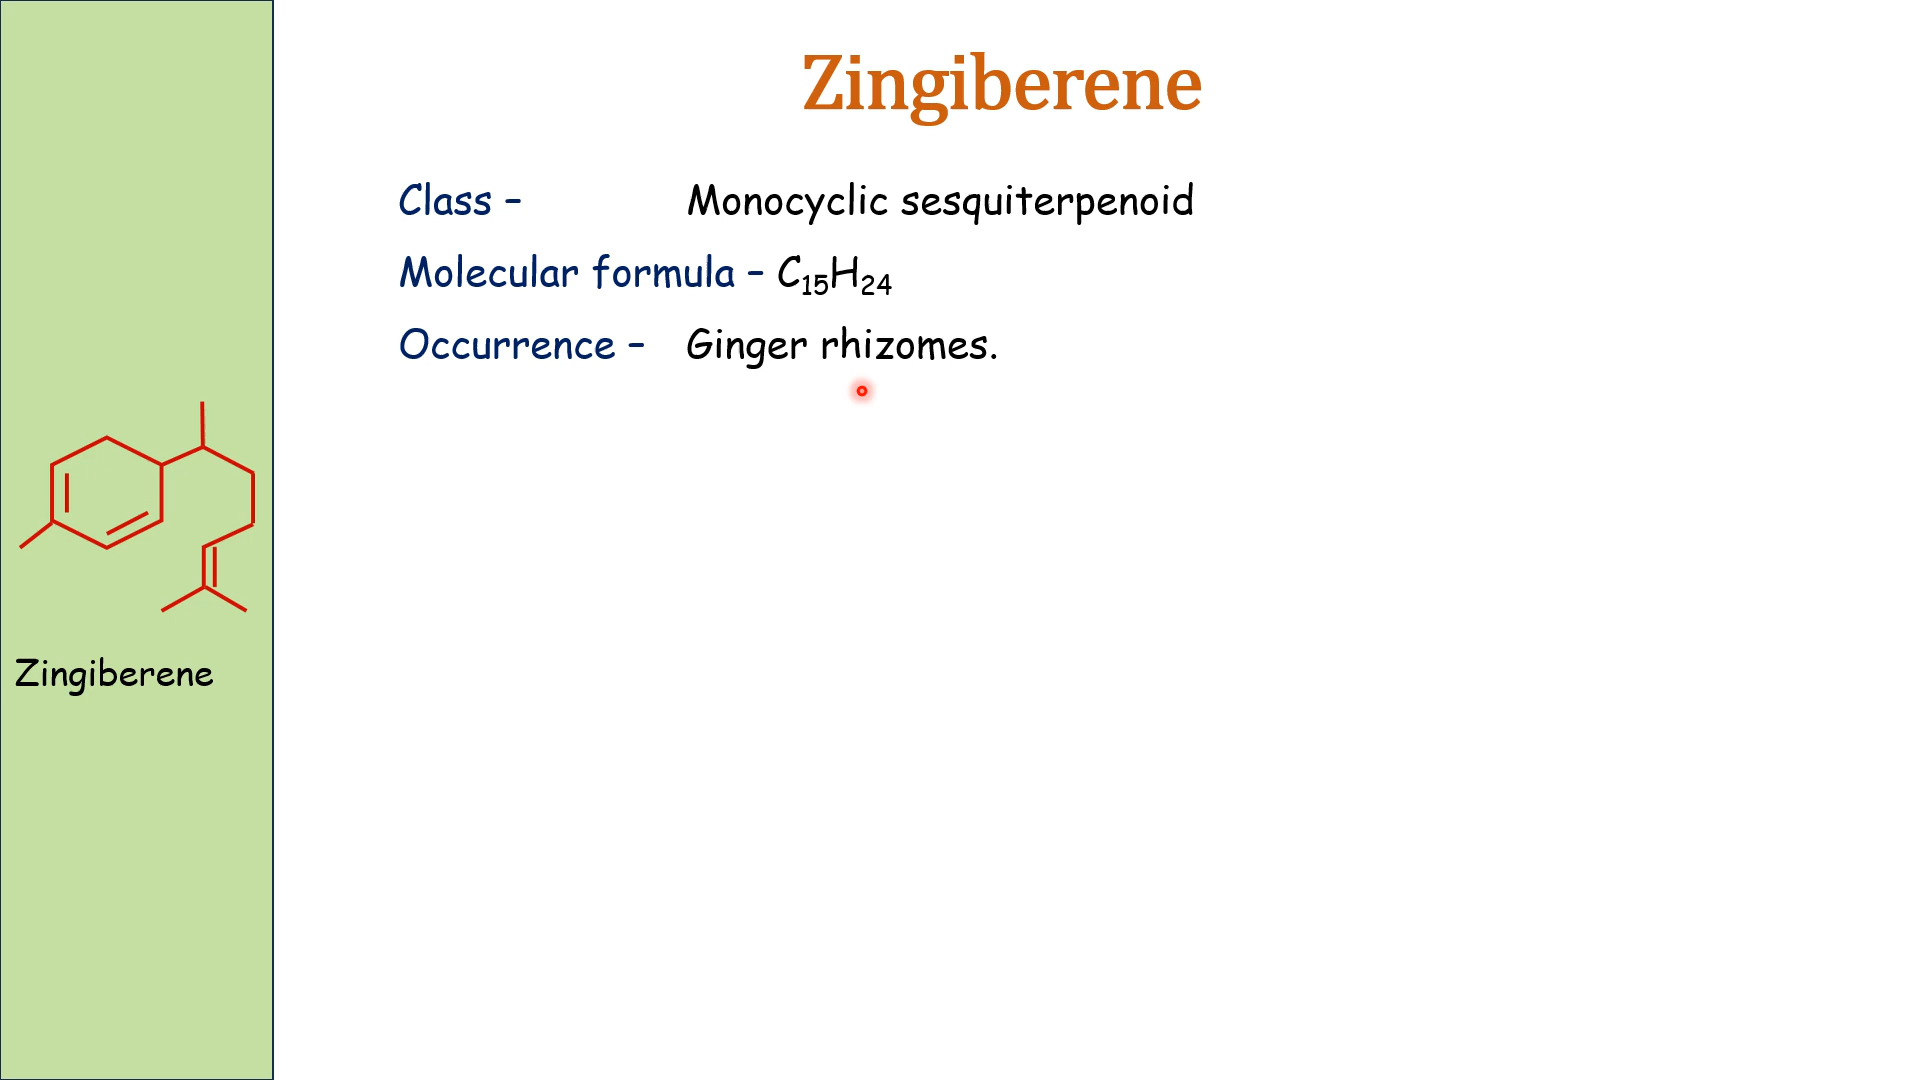 Zingiberene
Class – Monocyclic sesquiterpenoid
Molecular formula – C₁₅H₂₄
Occurrence – Ginger rhizomes.
Zingiberene